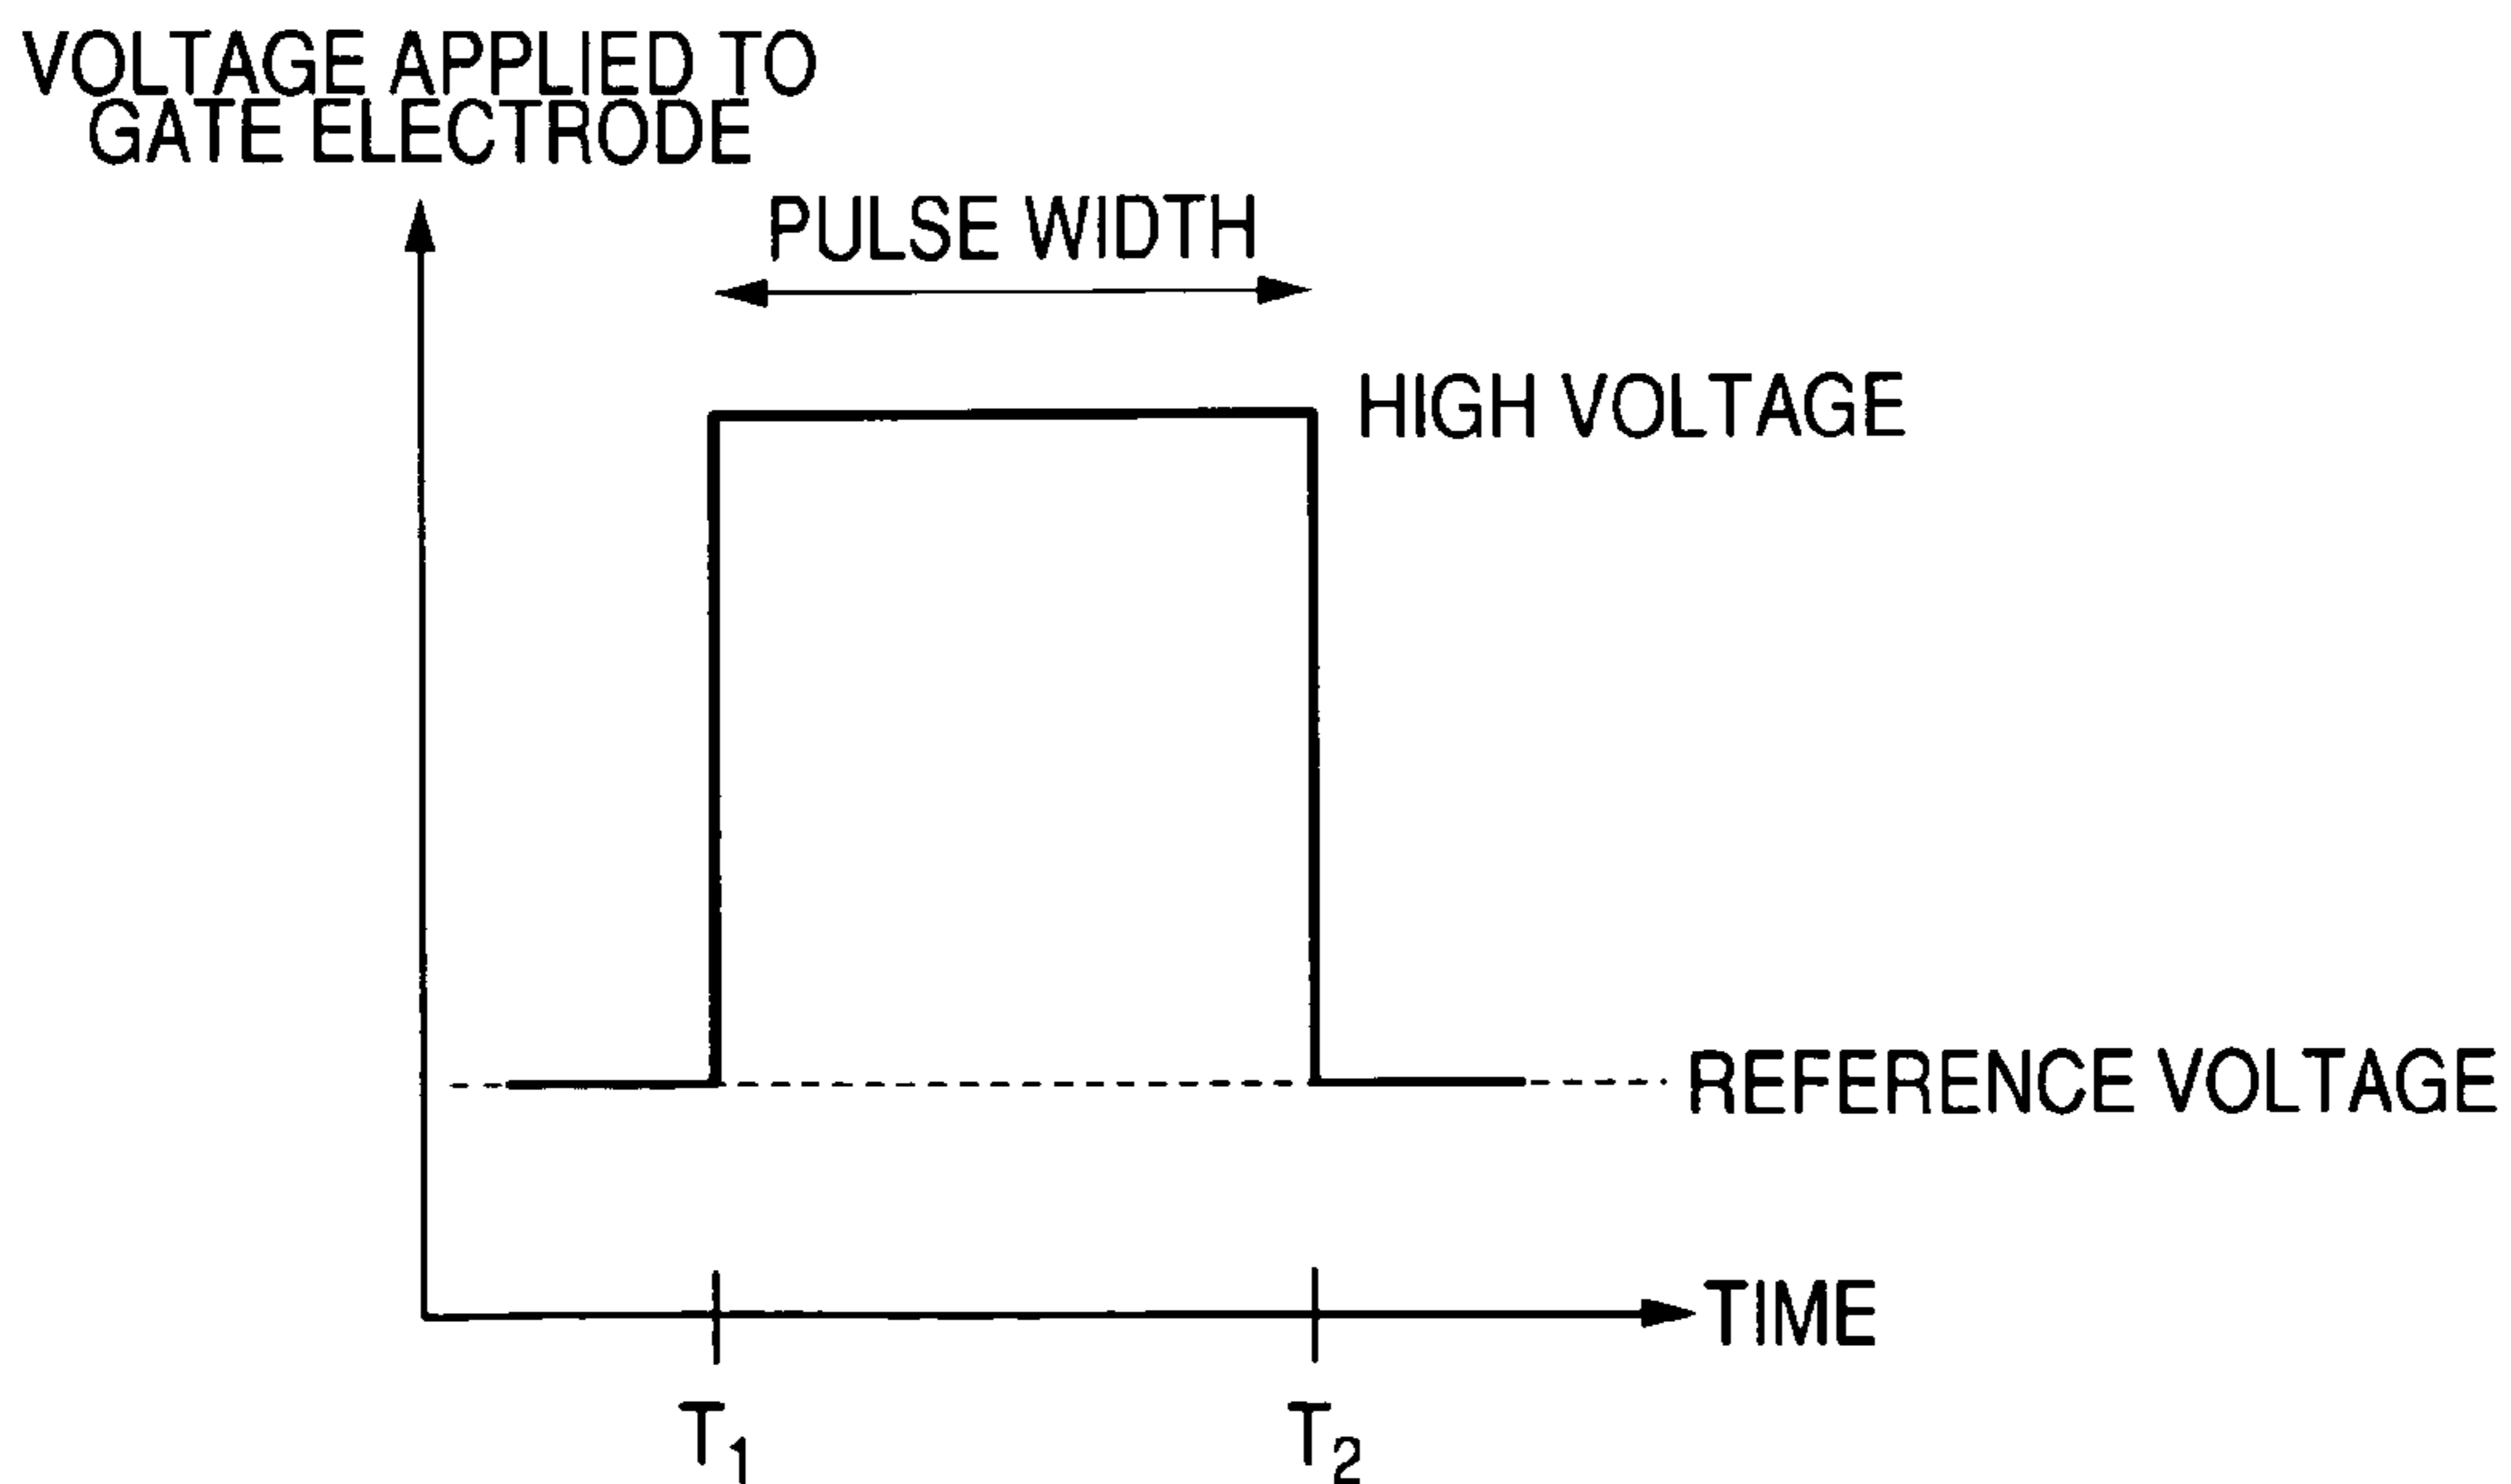 VOLTAGE APPLIED TO
GATE ELECTRODE
PULSE WIDTH
HIGH VOLTAGE
REFERENCE VOLTAGE
TIME
T1
T2